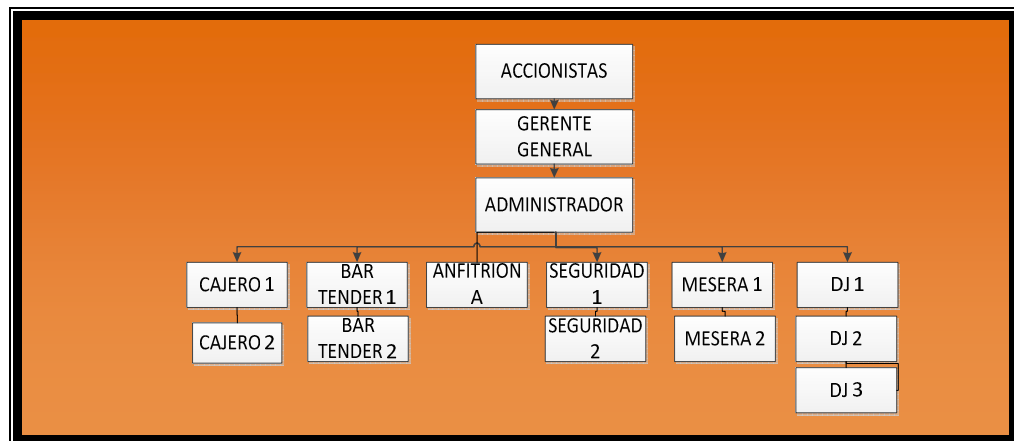 ACCIONISTAS
GERENTE
GENERAL
ADMINISTRADOR
CAJERO 1
BAR
TENDER 1
ANFITRION
A
SEGURIDAD
1
MESERA 1
DJ 1
CAJERO 2
BAR
TENDER 2
SEGURIDAD
2
MESERA 2
DJ 2
DJ 3